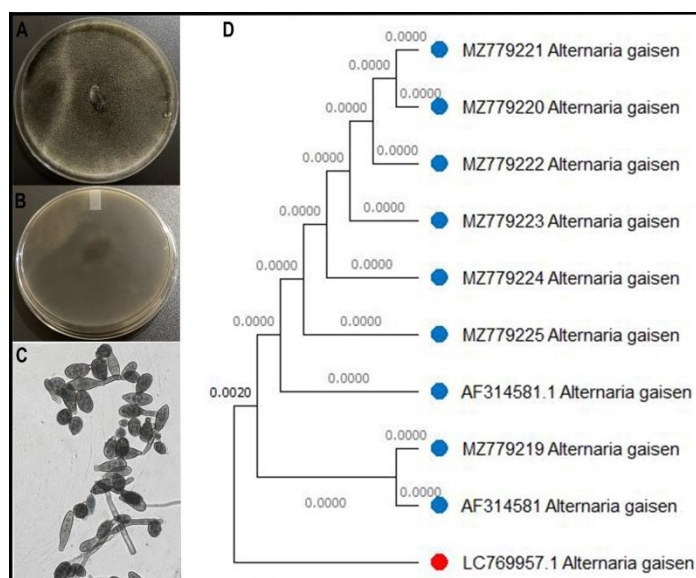 A
B
C
D
0.0000
MZ779221 Alternaria gaisen
0.0000
0.0000
MZ779220 Alternaria gaisen
0.0000
0.0000
MZ779222 Alternaria gaisen
0.0000
0.0000
MZ779223 Alternaria gaisen
0.0000
0.0000
MZ779224 Alternaria gaisen
0.0000
0.0000
MZ779225 Alternaria gaisen
0.0000
0.0000
AF314581.1 Alternaria gaisen
0.0020
0.0000
MZ779219 Alternaria gaisen
0.0000
0.0000
AF314581 Alternaria gaisen
LC769957.1 Alternaria gaisen